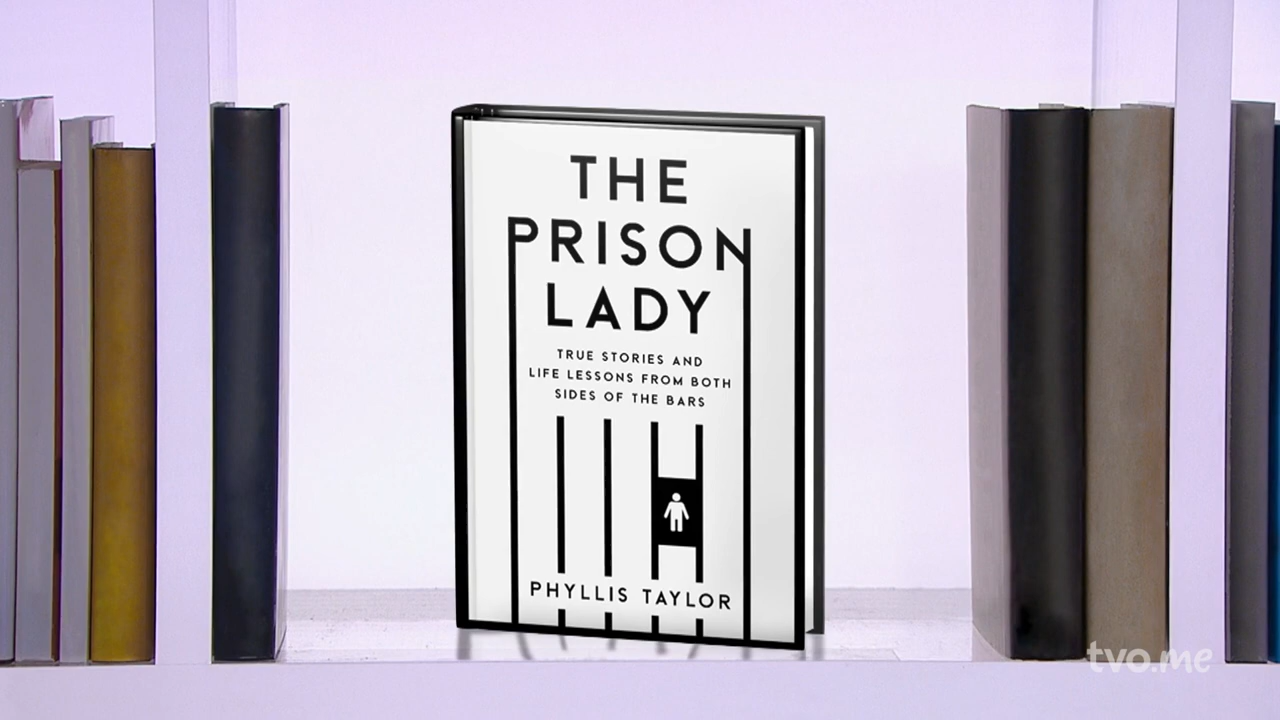 THE
PRISON
LADY
TRUE STORIES AND
LIFE LESSONS FROM BOTH
SIDES OF THE BARS
PHYLLIS TAYLOR
tvo.me